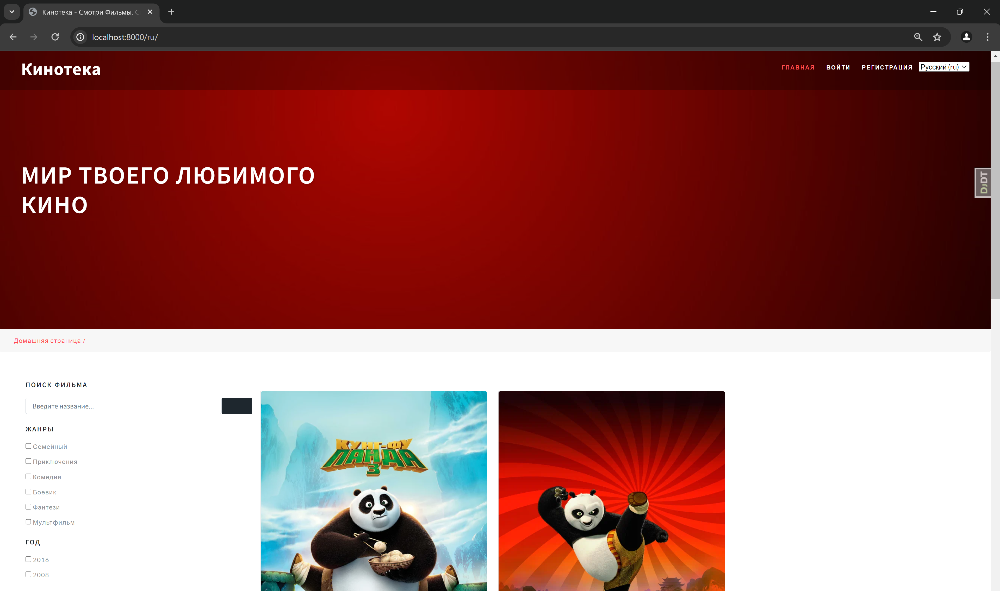 Кинотека - Смотри Фильмы, С
localhost:8000/ru/
Кинотека
ГЛАВНАЯ
ВОЙТИ
РЕГИСТРАЦИЯ
Русский (ru)
МИР ТВОЕГО ЛЮБИМОГО
КИНО
DJDT
Домашняя страница /
ПОИСК ФИЛЬМА
Введите название...
ЖАНРЫ
Семейный
Приключения
Комедия
Боевик
Фэнтези
Мультфильм
ГОД
2016
2008
КУНГ-ФУ
ПАНДА
3